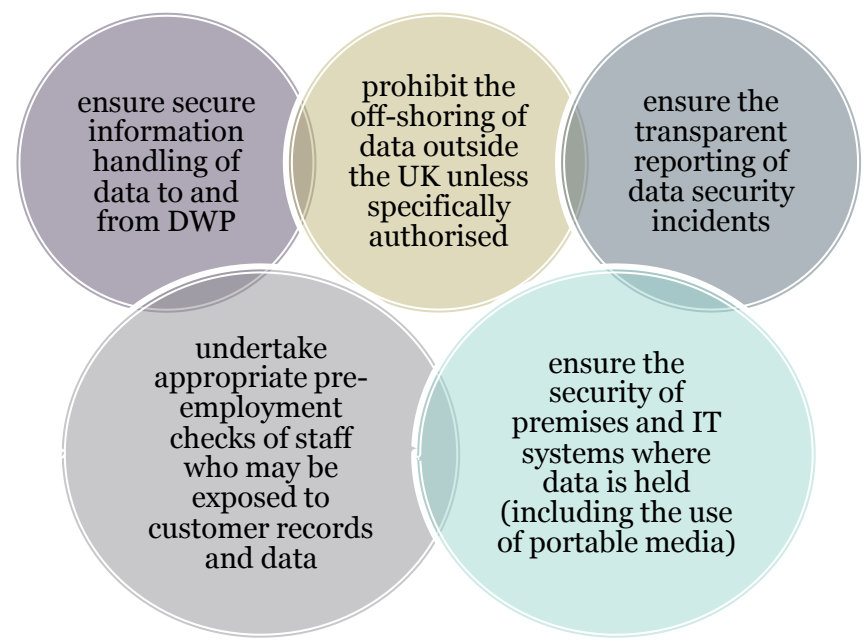 ensure secure
information
handling of
data to and
from DWP
prohibit the
off-shoring of
data outside
the UK unless
specifically
authorised
ensure the
transparent
reporting of
data security
incidents
undertake
appropriate pre-
employment
checks of staff
who may be
exposed to
customer records
and data
ensure the
security of
premises and IT
systems where
data is held
(including the use
of portable media)